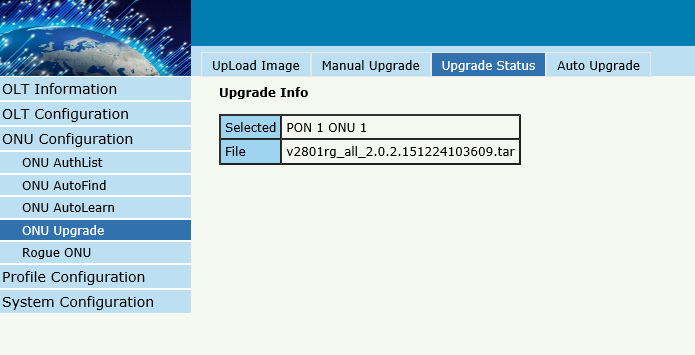 UpLoad Image Manual Upgrade Upgrade Status Auto Upgrade
OLT Information
OLT Configuration
ONU Configuration
ONU AuthList
ONU AutoFind
ONU AutoLearn
ONU Upgrade
Rogue ONU
Profile Configuration
System Configuration
Upgrade Info
Selected PON 1 ONU 1
File v2801rg_all_2.0.2.151224103609.tar